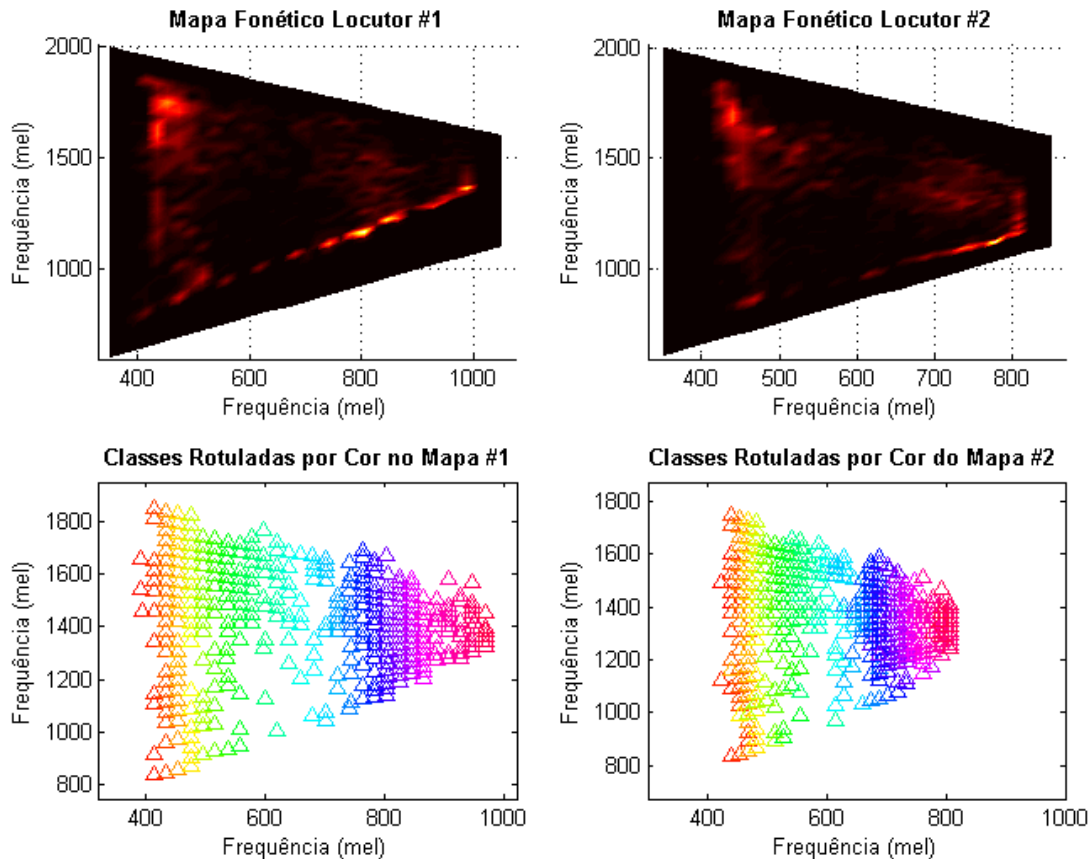 Mapa Fonético Locutor #1
2000
1500
1000
Frequência (mel)
400 600 800 1000
Frequência (mel)
Mapa Fonético Locutor #2
2000
1500
1000
Frequência (mel)
400 500 600 700 800
Frequência (mel)
Classes Rotuladas por Cor no Mapa #1
1800
1600
1400
1200
1000
800
Frequência (mel)
400 600 800 1000
Frequência (mel)
Classes Rotuladas por Cor do Mapa #2
1800
1600
1400
1200
1000
800
Frequência (mel)
400 600 800 1000
Frequência (mel)